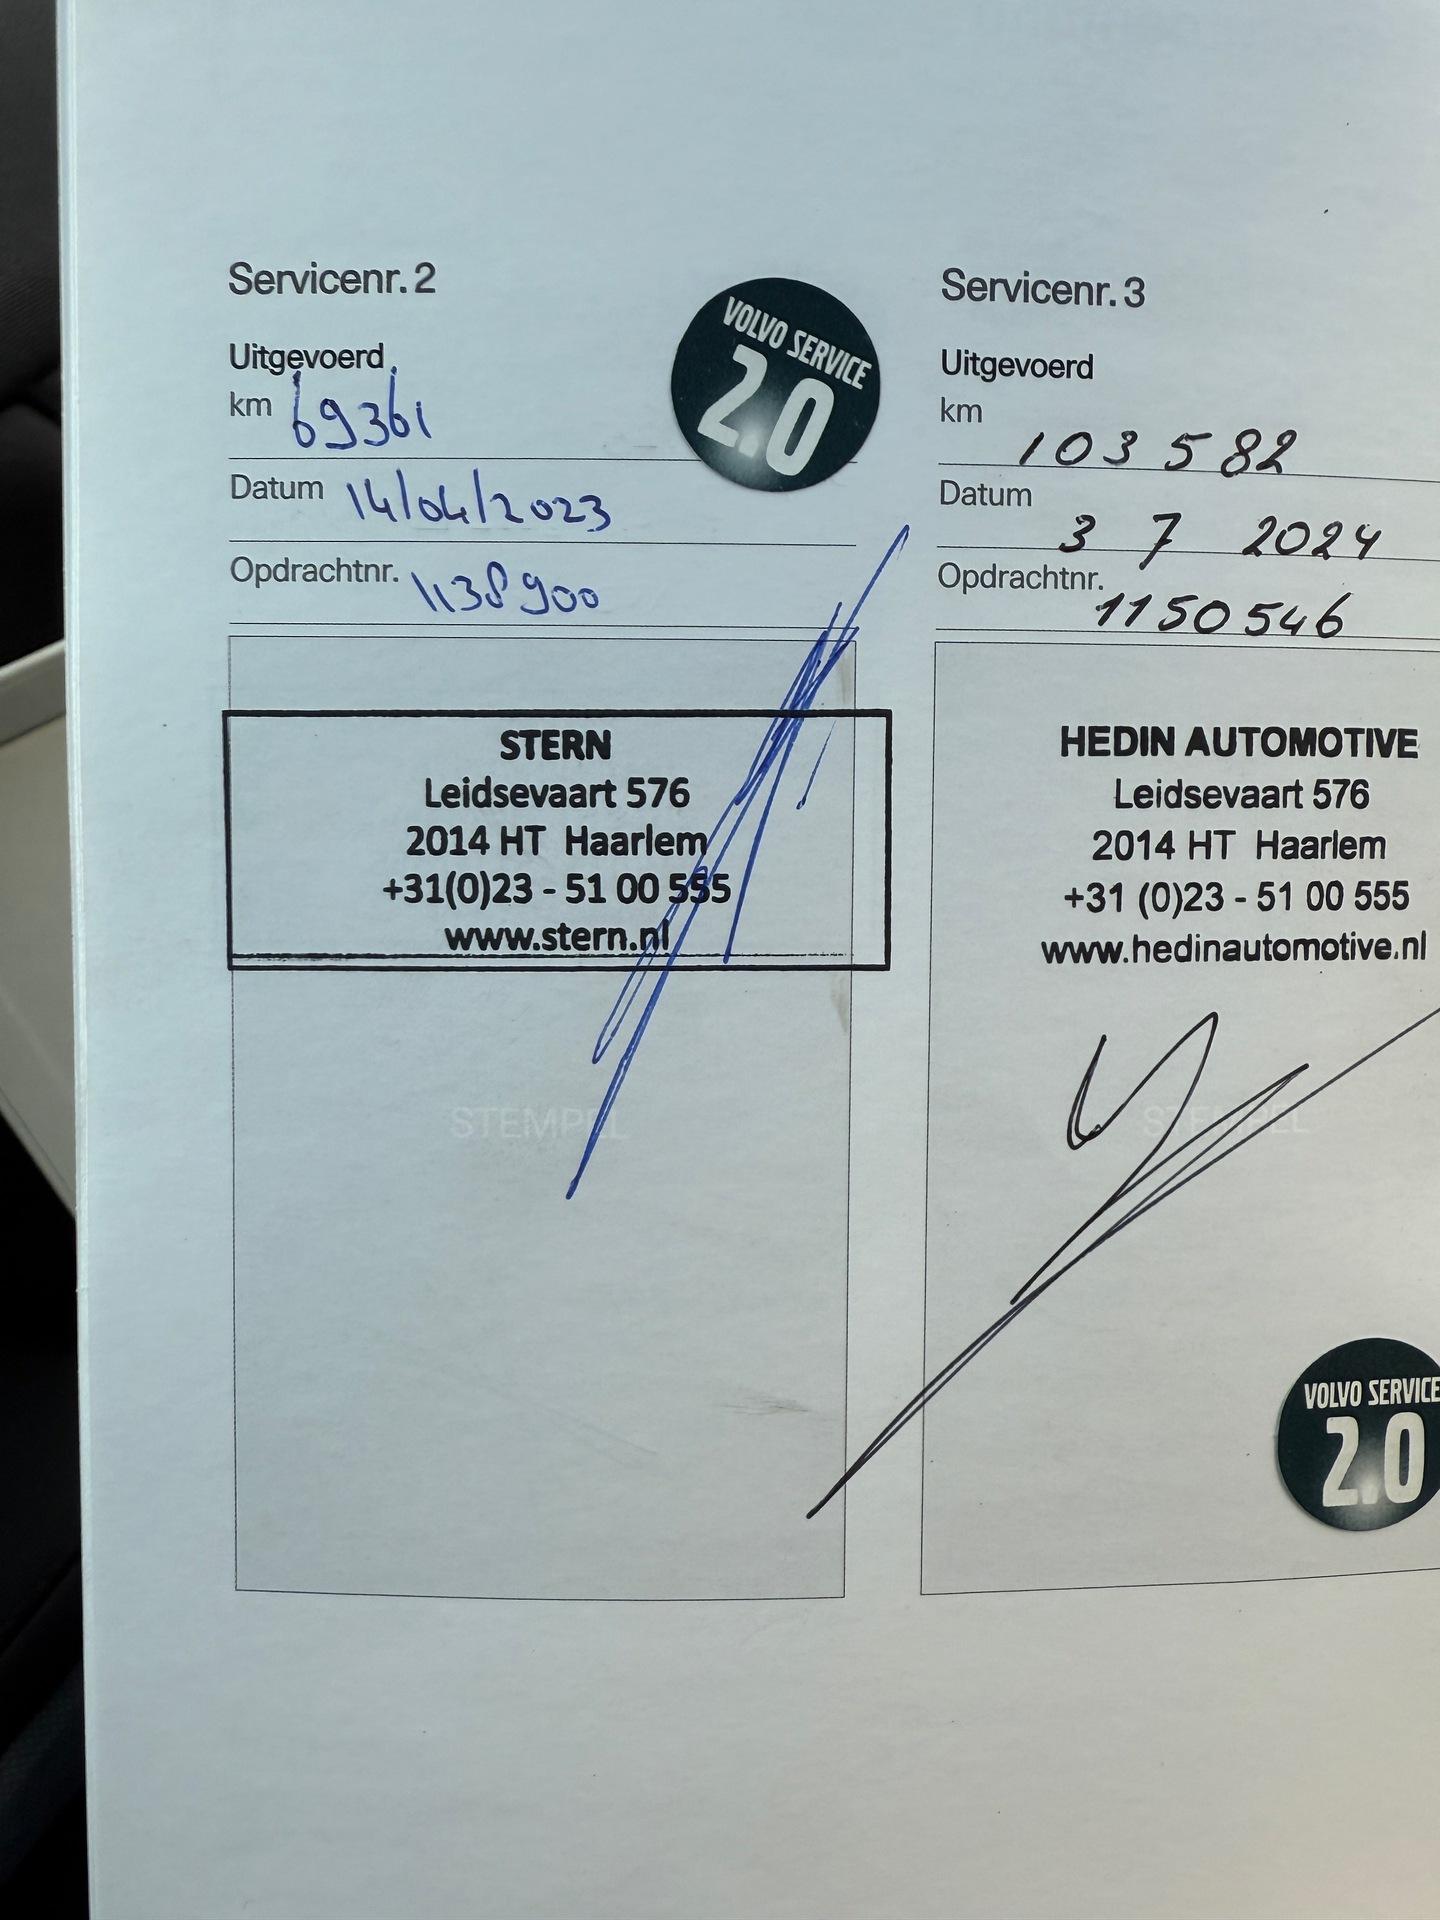 Servicenr. 2
Uitgevoerd
km 69361
Datum 14/04/2023
Opdrachtnr. 1138900
VOLVO SERVICE
2.0
STERN
Leidsevaart 576
2014 HT Haarlem
+31(0)23 - 51 00 555
www.stern.nl
STEMPEL
Servicenr. 3
Uitgevoerd
km 103 582
Datum 3 7 2024
Opdrachtnr. 1150546
HEDIN AUTOMOTIVE
Leidsevaart 576
2014 HT Haarlem
+31 (0)23 - 51 00 555
www.hedinautomotive.nl
STEMPEL
VOLVO SERVICE
2.0